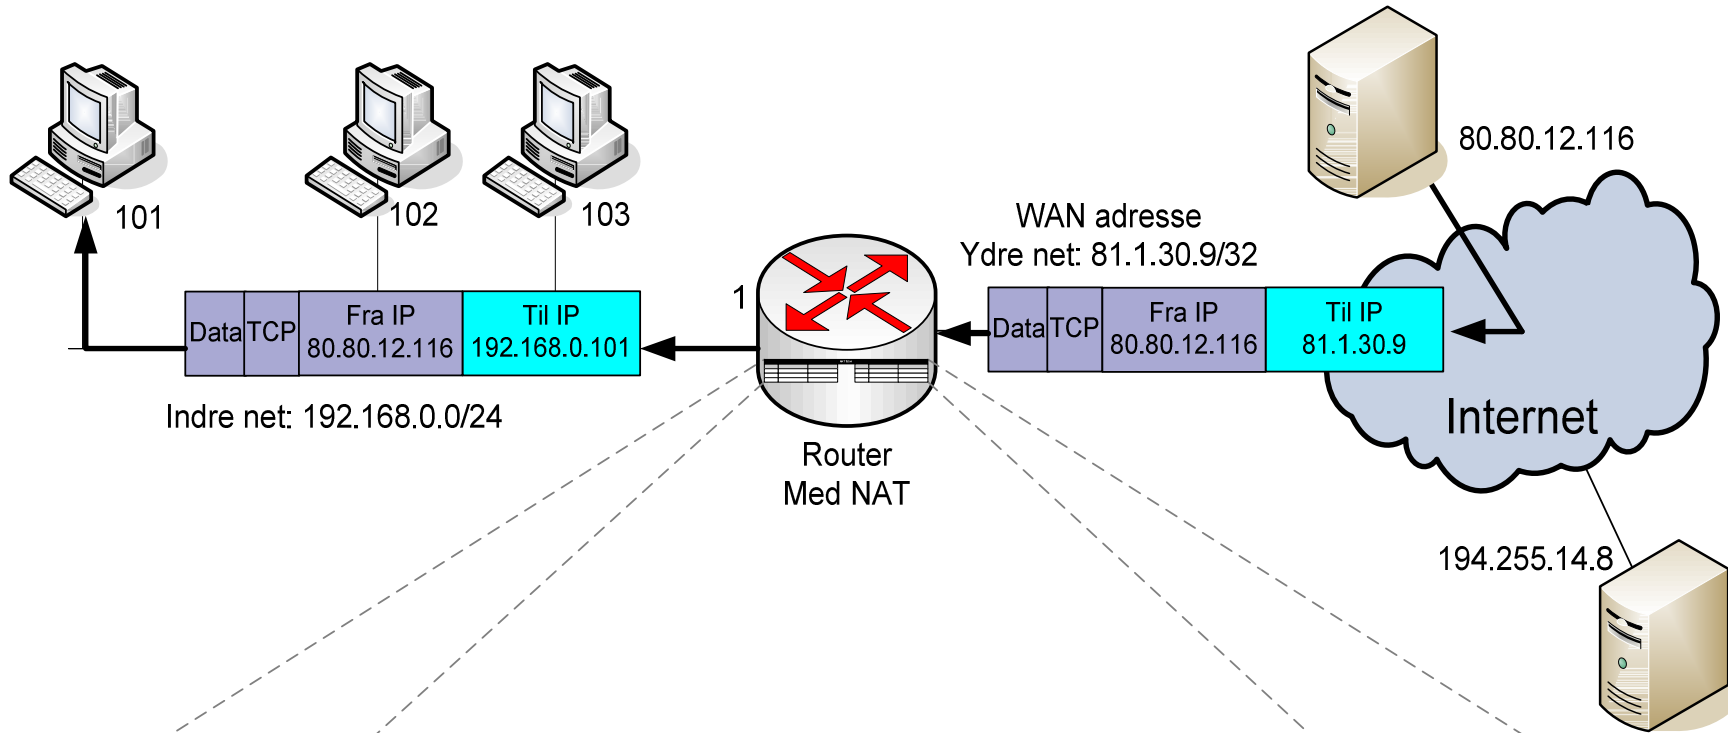 80.80.12.116
101
102
103
WAN adresse
Ydre net: 81.1.30.9/32
1
Data
TCP
Fra IP
80.80.12.116
Til IP
192.168.0.101
Data
TCP
Fra IP
80.80.12.116
Til IP
81.1.30.9
Indre net: 192.168.0.0/24
Internet
Router
Med NAT
194.255.14.8